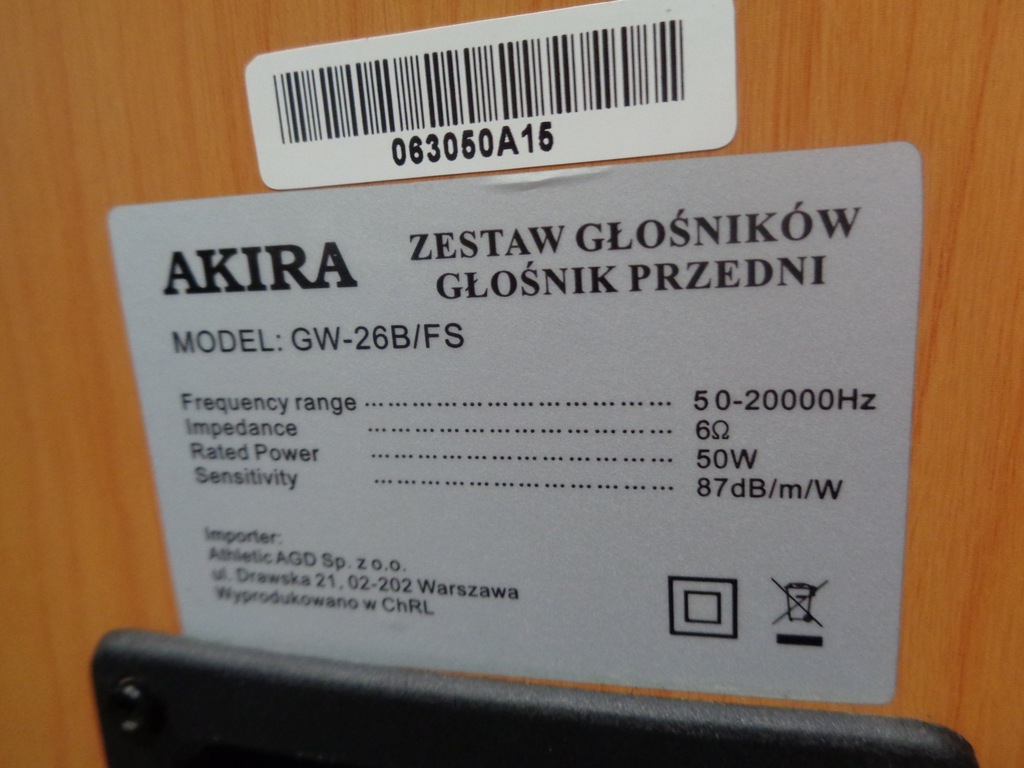 063050A15
AKIRA
ZESTAW GŁOŚNIKÓW
GŁOŚNIK PRZEDNI
MODEL: GW-26B/FS
Frequency range .................................. 50-20000Hz
Impedance .................................. 6Ω
Rated Power .................................. 50W
Sensitivity .................................. 87dB/m/W
Importer:
Athletic AGD Sp. z o.o.
ul. Drawska 21, 02-202 Warszawa
Wyprodukowano w ChRL